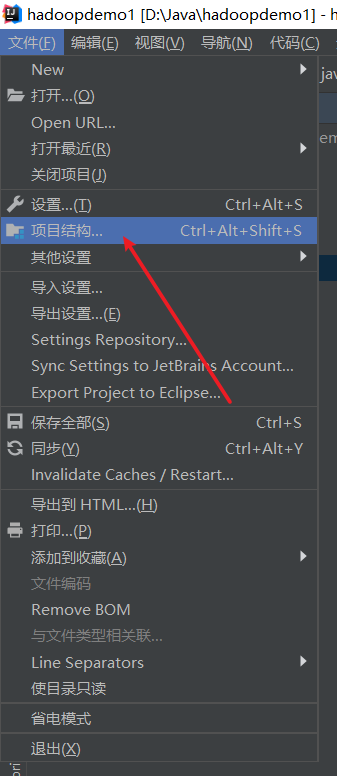 hadoopdemo1 [D:\Java\hadoopdemo1] - h
文件(F) 编辑(E) 视图(V) 导航(N) 代码(C)
New
打开...(O)
Open URL...
打开最近(R)
关闭项目(J)
设置...(T) Ctrl+Alt+S
项目结构... Ctrl+Alt+Shift+S
其他设置
导入设置...
导出设置...(E)
Settings Repository...
Sync Settings to JetBrains Account...
Export Project to Eclipse...
保存全部(S) Ctrl+S
同步(Y) Ctrl+Alt+Y
Invalidate Caches / Restart...
导出到 HTML...(H)
打印...(P)
添加到收藏(A)
文件编码
Remove BOM
与文件类型相关联...
Line Separators
使目录只读
省电模式
退出(X)